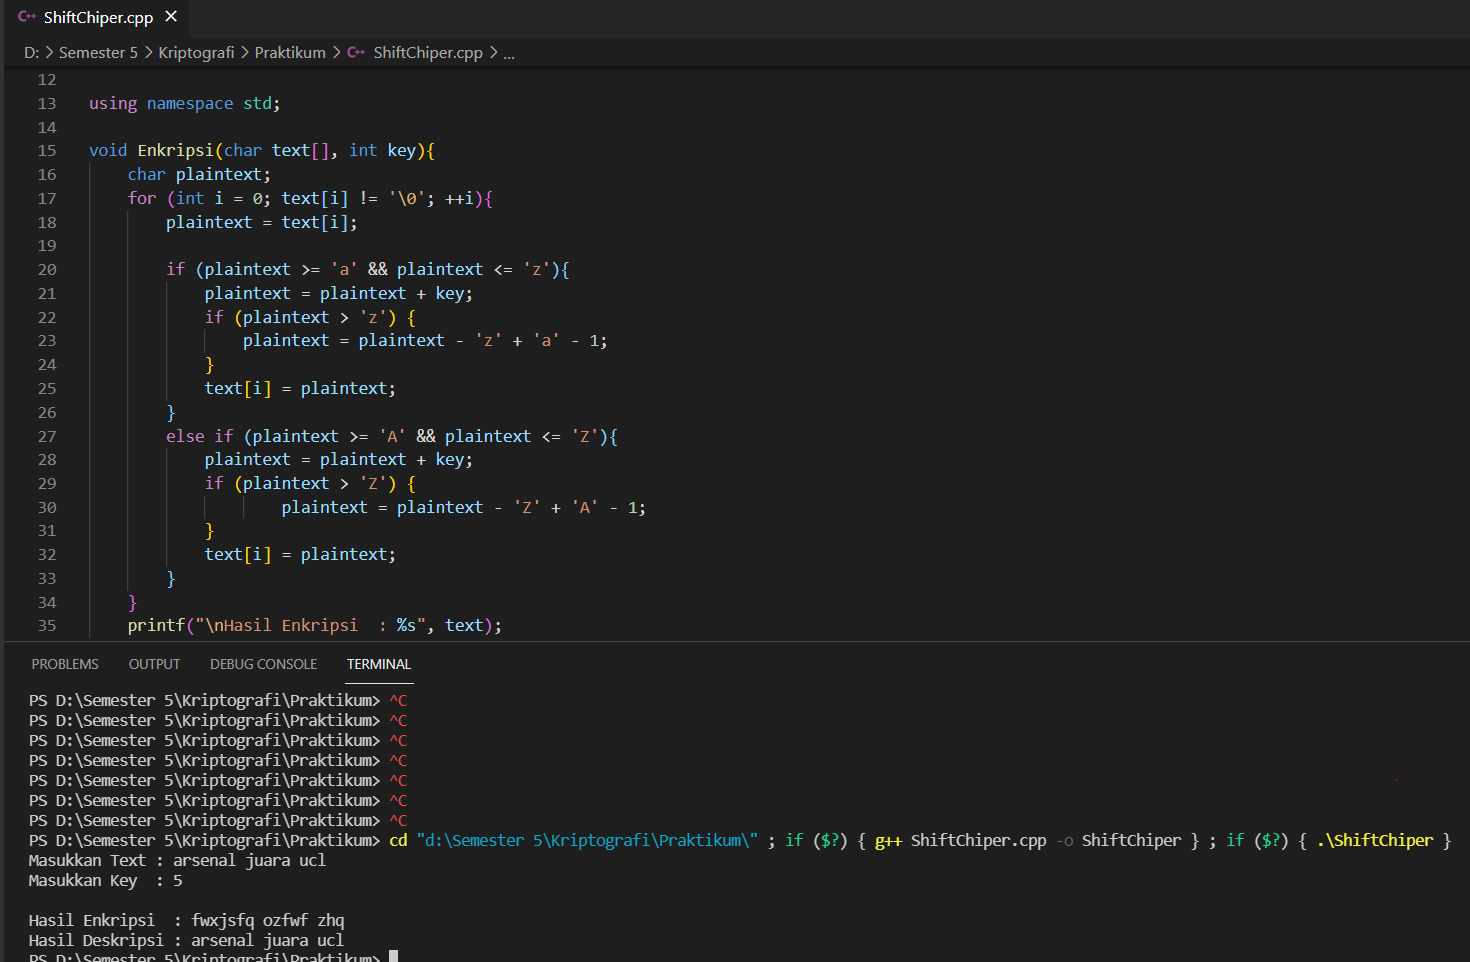 C++ ShiftChiper.cpp ×
D: > Semester 5 > Kriptografi > Praktikum > C++ ShiftChiper.cpp > ...
12
13 using namespace std;
14
15 void Enkripsi(char text[], int key){
16 char plaintext;
17 for (int i = 0; text[i] != '\0'; ++i){
18 plaintext = text[i];
19
20 if (plaintext >= 'a' && plaintext <= 'z'){
21 plaintext = plaintext + key;
22 if (plaintext > 'z') {
23 plaintext = plaintext - 'z' + 'a' - 1;
24 }
25 text[i] = plaintext;
26 }
27 else if (plaintext >= 'A' && plaintext <= 'Z'){
28 plaintext = plaintext + key;
29 if (plaintext > 'Z') {
30 plaintext = plaintext - 'Z' + 'A' - 1;
31 }
32 text[i] = plaintext;
33 }
34 }
35 printf("\nHasil Enkripsi  : %s", text);
PROBLEMS OUTPUT DEBUG CONSOLE TERMINAL
PS D:\Semester 5\Kriptografi\Praktikum> ^C
PS D:\Semester 5\Kriptografi\Praktikum> ^C
PS D:\Semester 5\Kriptografi\Praktikum> ^C
PS D:\Semester 5\Kriptografi\Praktikum> ^C
PS D:\Semester 5\Kriptografi\Praktikum> ^C
PS D:\Semester 5\Kriptografi\Praktikum> ^C
PS D:\Semester 5\Kriptografi\Praktikum> ^C
PS D:\Semester 5\Kriptografi\Praktikum> cd "d:\Semester 5\Kriptografi\Praktikum\" ; if ($?) { g++ ShiftChiper.cpp -o ShiftChiper } ; if ($?) { .\ShiftChiper }
Masukkan Text : arsenal juara ucl
Masukkan Key  : 5
Hasil Enkripsi  : fwxjsfq ozfwf zhq
Hasil Deskripsi : arsenal juara ucl
PS D:\Semester 5\Kriptografi\Praktikum>